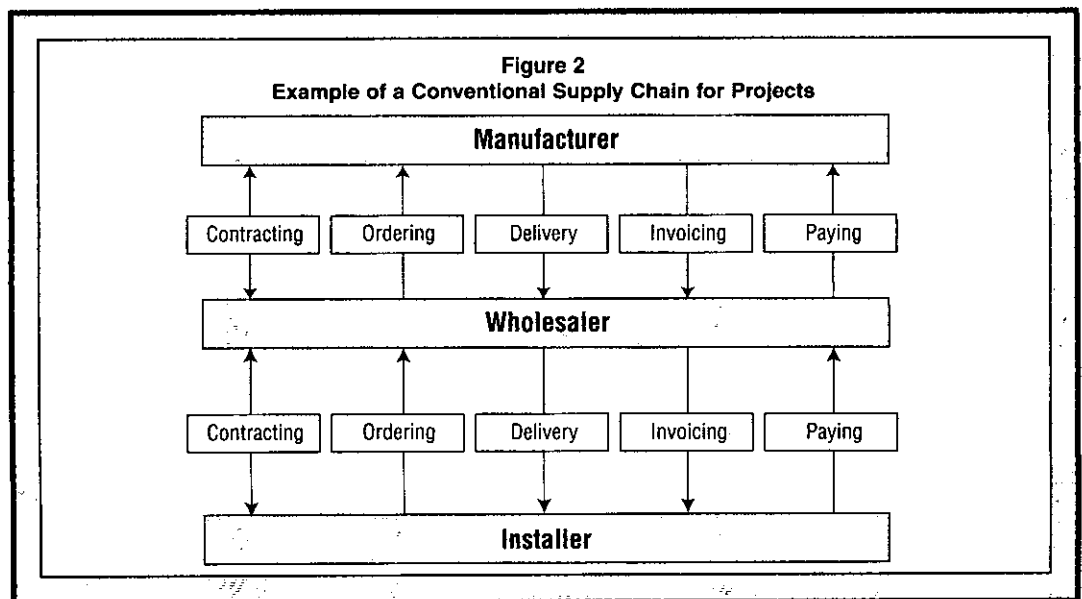 Figure 2
Example of a Conventional Supply Chain for Projects
Manufacturer
Contracting Ordering Delivery Invoicing Paying
Wholesaler
Contracting Ordering Delivery Invoicing Paying
Installer